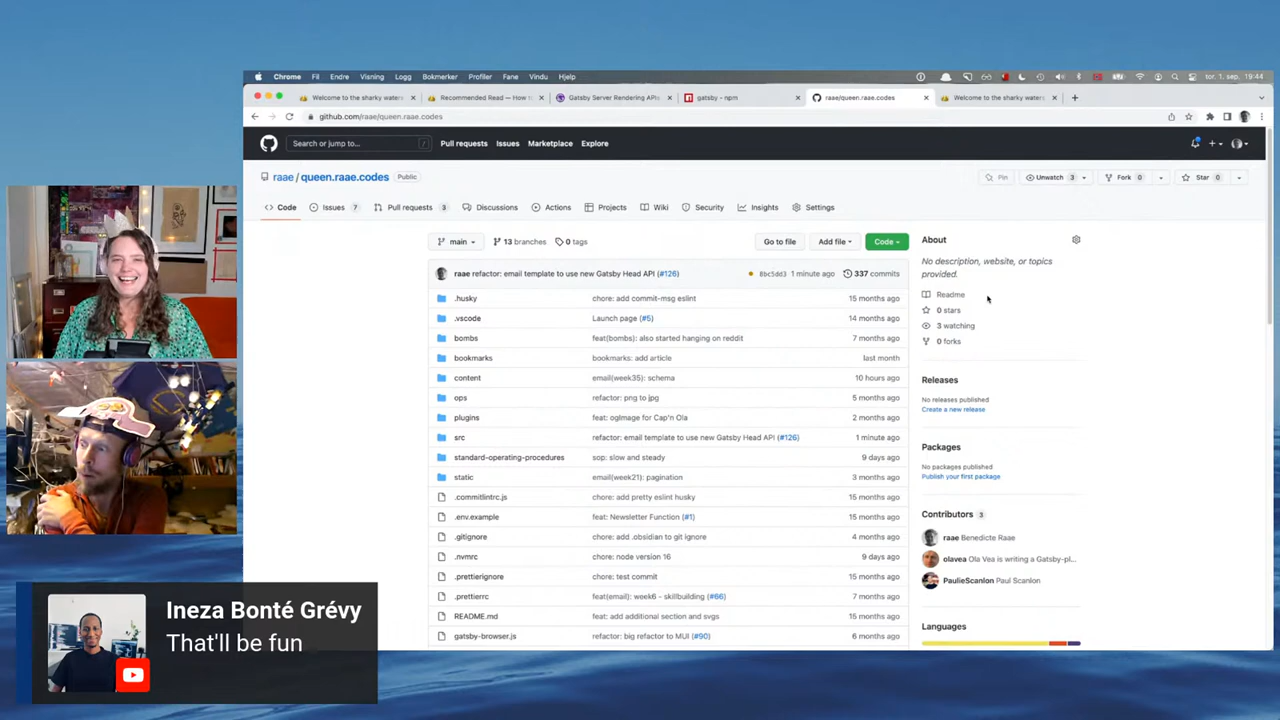 Chrome Fil Endre Visning Logg Bokmerker Profiler Fane Vindu Hjelp tor. 1. sep. 19:44
Welcome to the sharky waters Recommended Read — How to Gatsby Server Rendering APIs gatsby - npm raae/queen.raae.codes Welcome to the sharky waters
github.com/raae/queen.raae.codes
Search or jump to... / Pull requests Issues Marketplace Explore
raae / queen.raae.codes Public Pin Unwatch 3 Fork 0 Star 0
Code Issues 7 Pull requests 3 Discussions Actions Projects Wiki Security Insights Settings
main 13 branches 0 tags Go to file Add file Code
raae refactor: email template to use new Gatsby Head API (#126) 8bc5dd3 1 minute ago 337 commits
.husky chore: add commit-msg eslint 15 months ago
.vscode Launch page (#5) 14 months ago
bombs feat(bombs): also started hanging on reddit 7 months ago
bookmarks bookmarks: add article last month
content email(week35): schema 10 hours ago
ops refactor: png to jpg 5 months ago
plugins feat: ogImage for Cap'n Ola 2 months ago
src refactor: email template to use new Gatsby Head API (#126) 1 minute ago
standard-operating-procedures sop: slow and steady 9 days ago
static email(week21): pagination 3 months ago
.commitlintrc.js chore: add pretty eslint husky 15 months ago
.env.example feat: Newsletter Function (#1) 15 months ago
.gitignore chore: add .obsidian to git ignore 4 months ago
.nvmrc chore: node version 16 9 days ago
.prettierignore chore: test commit 15 months ago
.prettierrc feat(email): week6 - skillbuilding (#66) 7 months ago
README.md feat: add additional section and svgs 15 months ago
gatsby-browser.js refactor: big refactor to MUI (#90) 6 months ago
About
No description, website, or topics
provided.
Readme
0 stars
3 watching
0 forks
Releases
No releases published
Create a new release
Packages
No packages published
Publish your first package
Contributors 3
raae Benedicte Raae
olavea Ola Vea is writing a Gatsby-pl...
PaulieScanlon Paul Scanlon
Languages
Ineza Bonté Grévy
That'll be fun